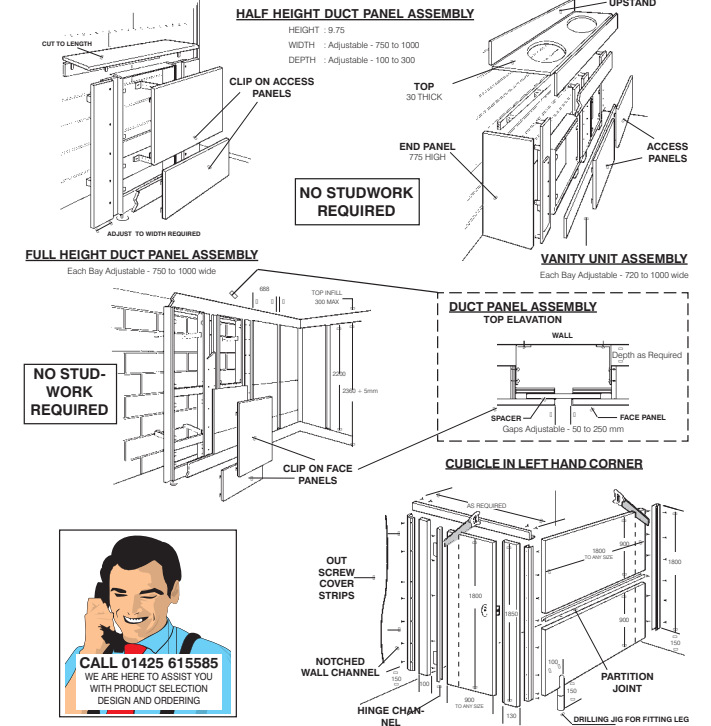 UPSTAND
HALF HEIGHT DUCT PANEL ASSEMBLY
HEIGHT : 9.75
WIDTH : Adjustable - 750 to 1000
DEPTH : Adjustable - 100 to 300
CUT TO LENGTH
CLIP ON ACCESS
PANELS
ADJUST TO WIDTH REQUIRED
TOP
30 THICK
END PANEL
775 HIGH
ACCESS
PANELS
NO STUDWORK
REQUIRED
VANITY UNIT ASSEMBLY
Each Bay Adjustable - 720 to 1000 wide
FULL HEIGHT DUCT PANEL ASSEMBLY
Each Bay Adjustable - 750 to 1000 wide
688
TOP INFILL
300 MAX
2200
2360 + 5mm
NO STUD-
WORK
REQUIRED
CLIP ON FACE
PANELS
DUCT PANEL ASSEMBLY
TOP ELAVATION
WALL
Depth as Required
SPACER
FACE PANEL
Gaps Adjustable - 50 to 250 mm
CUBICLE IN LEFT HAND CORNER
AS REQUIRED
OUT
SCREW
COVER
STRIPS
NOTCHED
WALL CHANNEL
HINGE CHAN-
NEL
150
100
1800
900
TO ANY SIZE
1850
130
1800
TO ANY SIZE
900
900
1800
150
100
150
PARTITION
JOINT
DRILLING JIG FOR FITTING LEG
CALL 01425 615585
WE ARE HERE TO ASSIST YOU
WITH PRODUCT SELECTION
DESIGN AND ORDERING